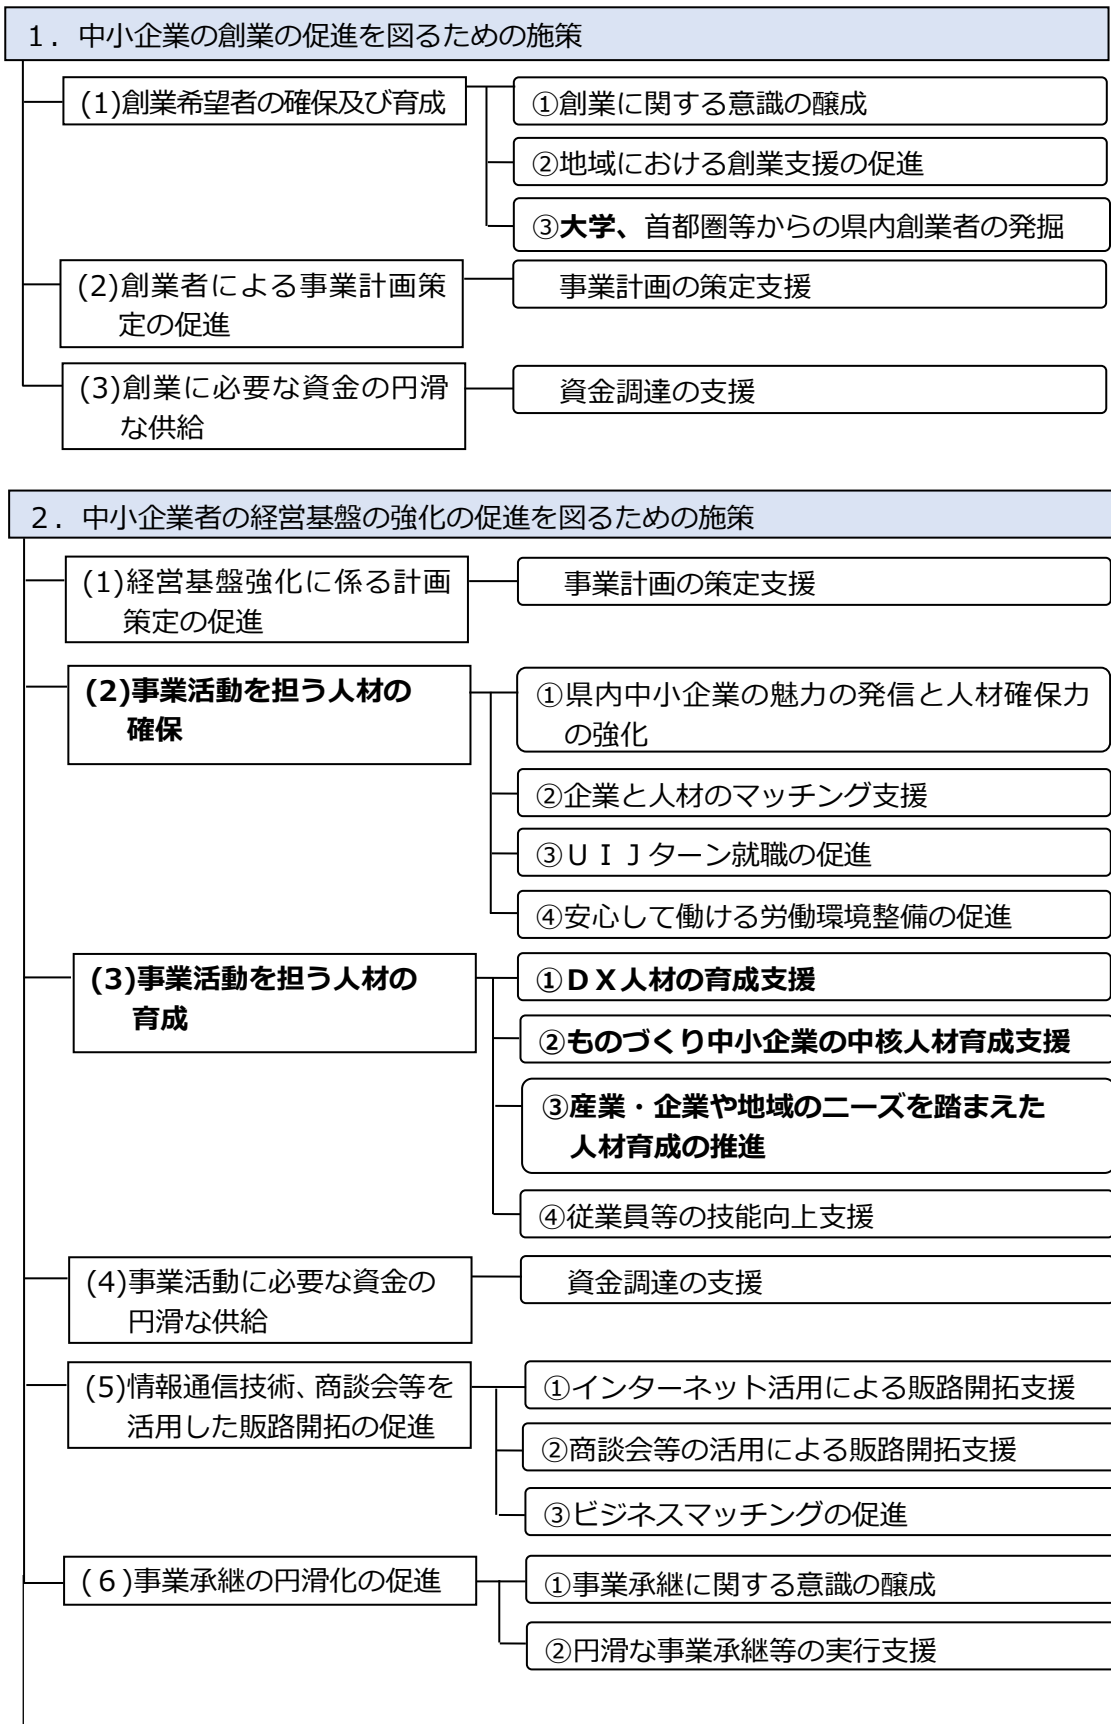 １．中小企業の創業の促進を図るための施策
(1)創業希望者の確保及び育成
①創業に関する意識の醸成
②地域における創業支援の促進
③大学、首都圏等からの県内創業者の発掘
(2)創業者による事業計画策
定の促進
事業計画の策定支援
(3)創業に必要な資金の円滑
な供給
資金調達の支援
２．中小企業者の経営基盤の強化の促進を図るための施策
(1)経営基盤強化に係る計画
策定の促進
事業計画の策定支援
(2)事業活動を担う人材の
確保
①県内中小企業の魅力の発信と人材確保力
の強化
②企業と人材のマッチング支援
③ＵＩＪターン就職の促進
④安心して働ける労働環境整備の促進
(3)事業活動を担う人材の
育成
①ＤＸ人材の育成支援
②ものづくり中小企業の中核人材育成支援
③産業・企業や地域のニーズを踏まえた
人材育成の推進
④従業員等の技能向上支援
(4)事業活動に必要な資金の
円滑な供給
資金調達の支援
(5)情報通信技術、商談会等を
活用した販路開拓の促進
①インターネット活用による販路開拓支援
②商談会等の活用による販路開拓支援
③ビジネスマッチングの促進
(６)事業承継の円滑化の促進
①事業承継に関する意識の醸成
②円滑な事業承継等の実行支援